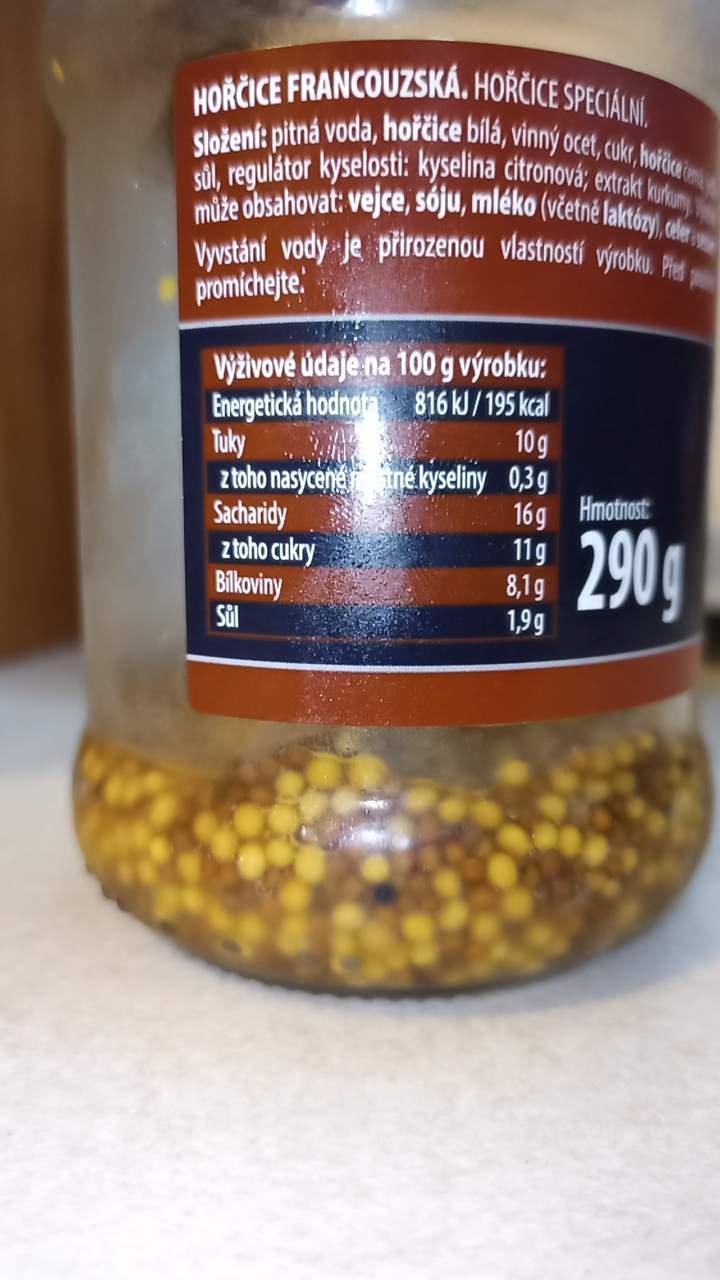 HOŘČICE FRANCOUZSKÁ. HOŘČICE SPECIÁLNÍ.
Složení: pitná voda, hořčice bílá, vinný ocet, cukr, hořčice černá
sůl, regulátor kyselosti: kyselina citronová; extrakt kurkumy.
může obsahovat: vejce, sóju, mléko (včetně laktózy), celer a
Vyvstání vody je přirozenou vlastností výrobku. Před
promíchejte.
Výživové údaje na 100 g výrobku:
Energetická hodnota 816 kJ / 195 kcal
Tuky 10 g
z toho nasycené mastné kyseliny 0,3 g
Sacharidy 16 g
z toho cukry 11 g
Bílkoviny 8,1 g
Sůl 1,9 g
Hmotnost:
290 g